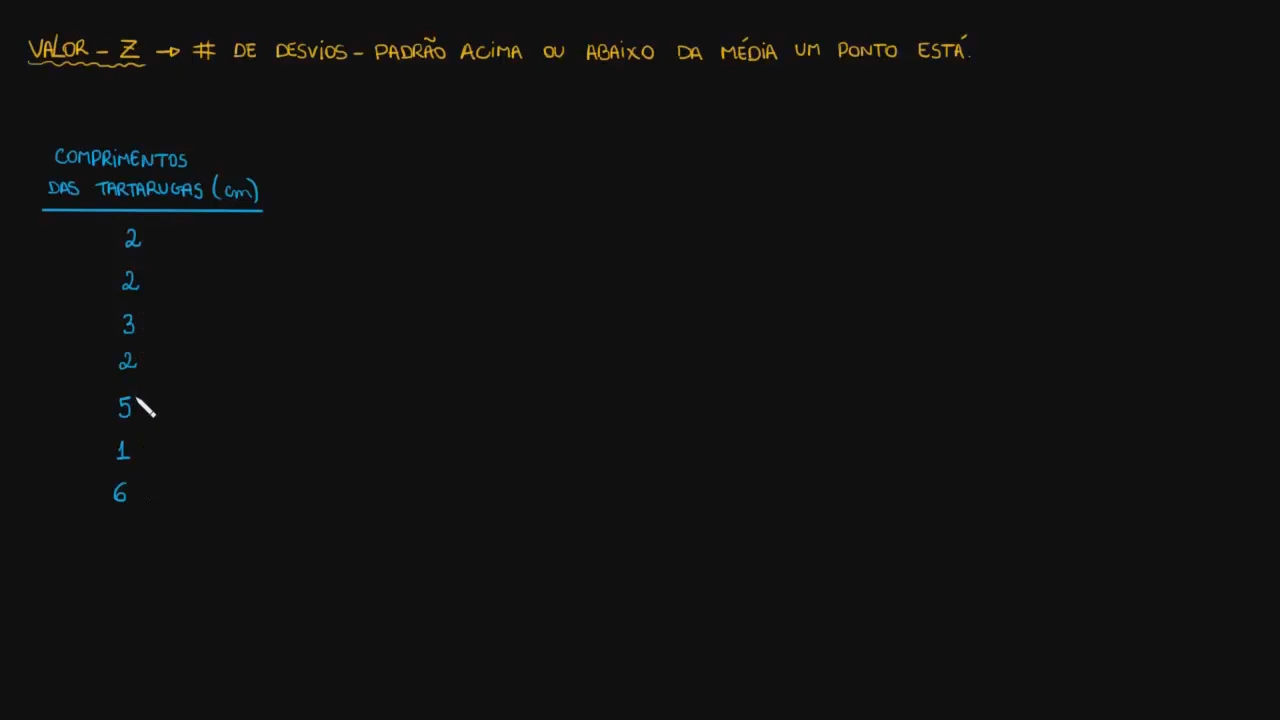 VALOR - Z → # DE DESVIOS - PADRÃO ACIMA OU ABAIXO DA MÉDIA UM PONTO ESTÁ.
COMPRIMENTOS
DAS TARTARUGAS (cm)
2
2
3
2
5
1
6